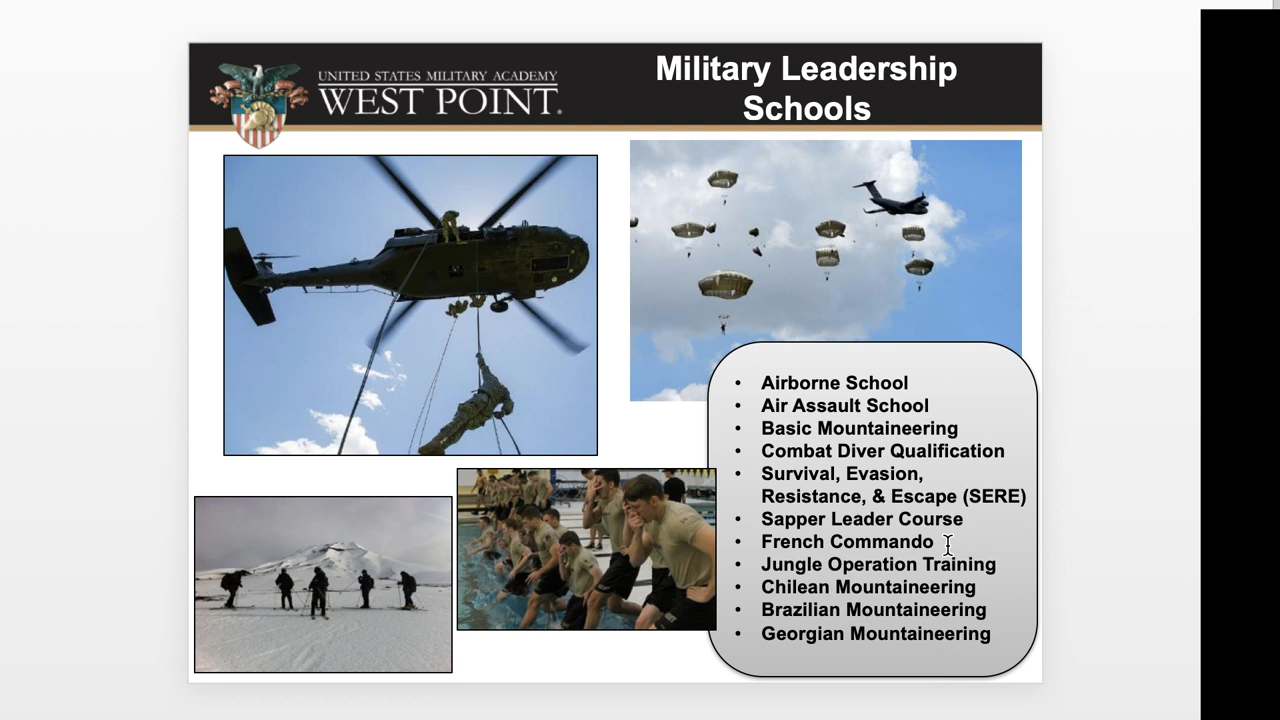 UNITED STATES MILITARY ACADEMY
WEST POINT.
Military Leadership
Schools
• Airborne School
• Air Assault School
• Basic Mountaineering
• Combat Diver Qualification
• Survival, Evasion,
Resistance, & Escape (SERE)
• Sapper Leader Course
• French Commando
• Jungle Operation Training
• Chilean Mountaineering
• Brazilian Mountaineering
• Georgian Mountaineering